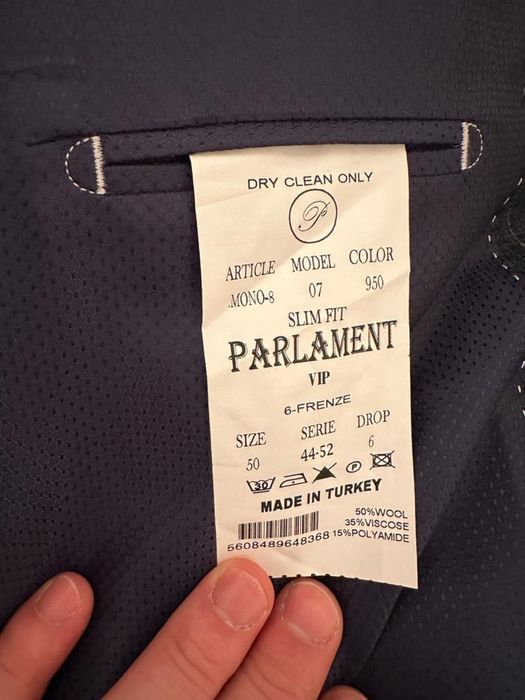 DRY CLEAN ONLY
P
ARTICLE MODEL COLOR
.MONO-8 07 950
SLIM FIT
PARLAMENT
VIP
6-FRENZE
SIZE SERIE DROP
50 44-52 6
30 P
MADE IN TURKEY
50%WOOL
35%VISCOSE
5608489648368 15%POLYAMIDE